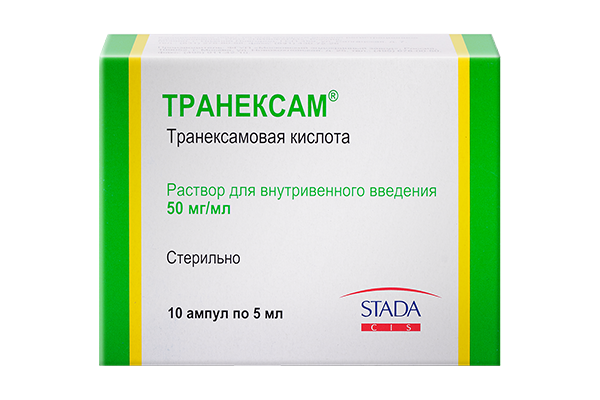 ТРАНЕКСАМ®
Транексамовая кислота
Раствор для внутривенного введения
50 мг/мл
Стерильно
10 ампул по 5 мл
STADA
CIS